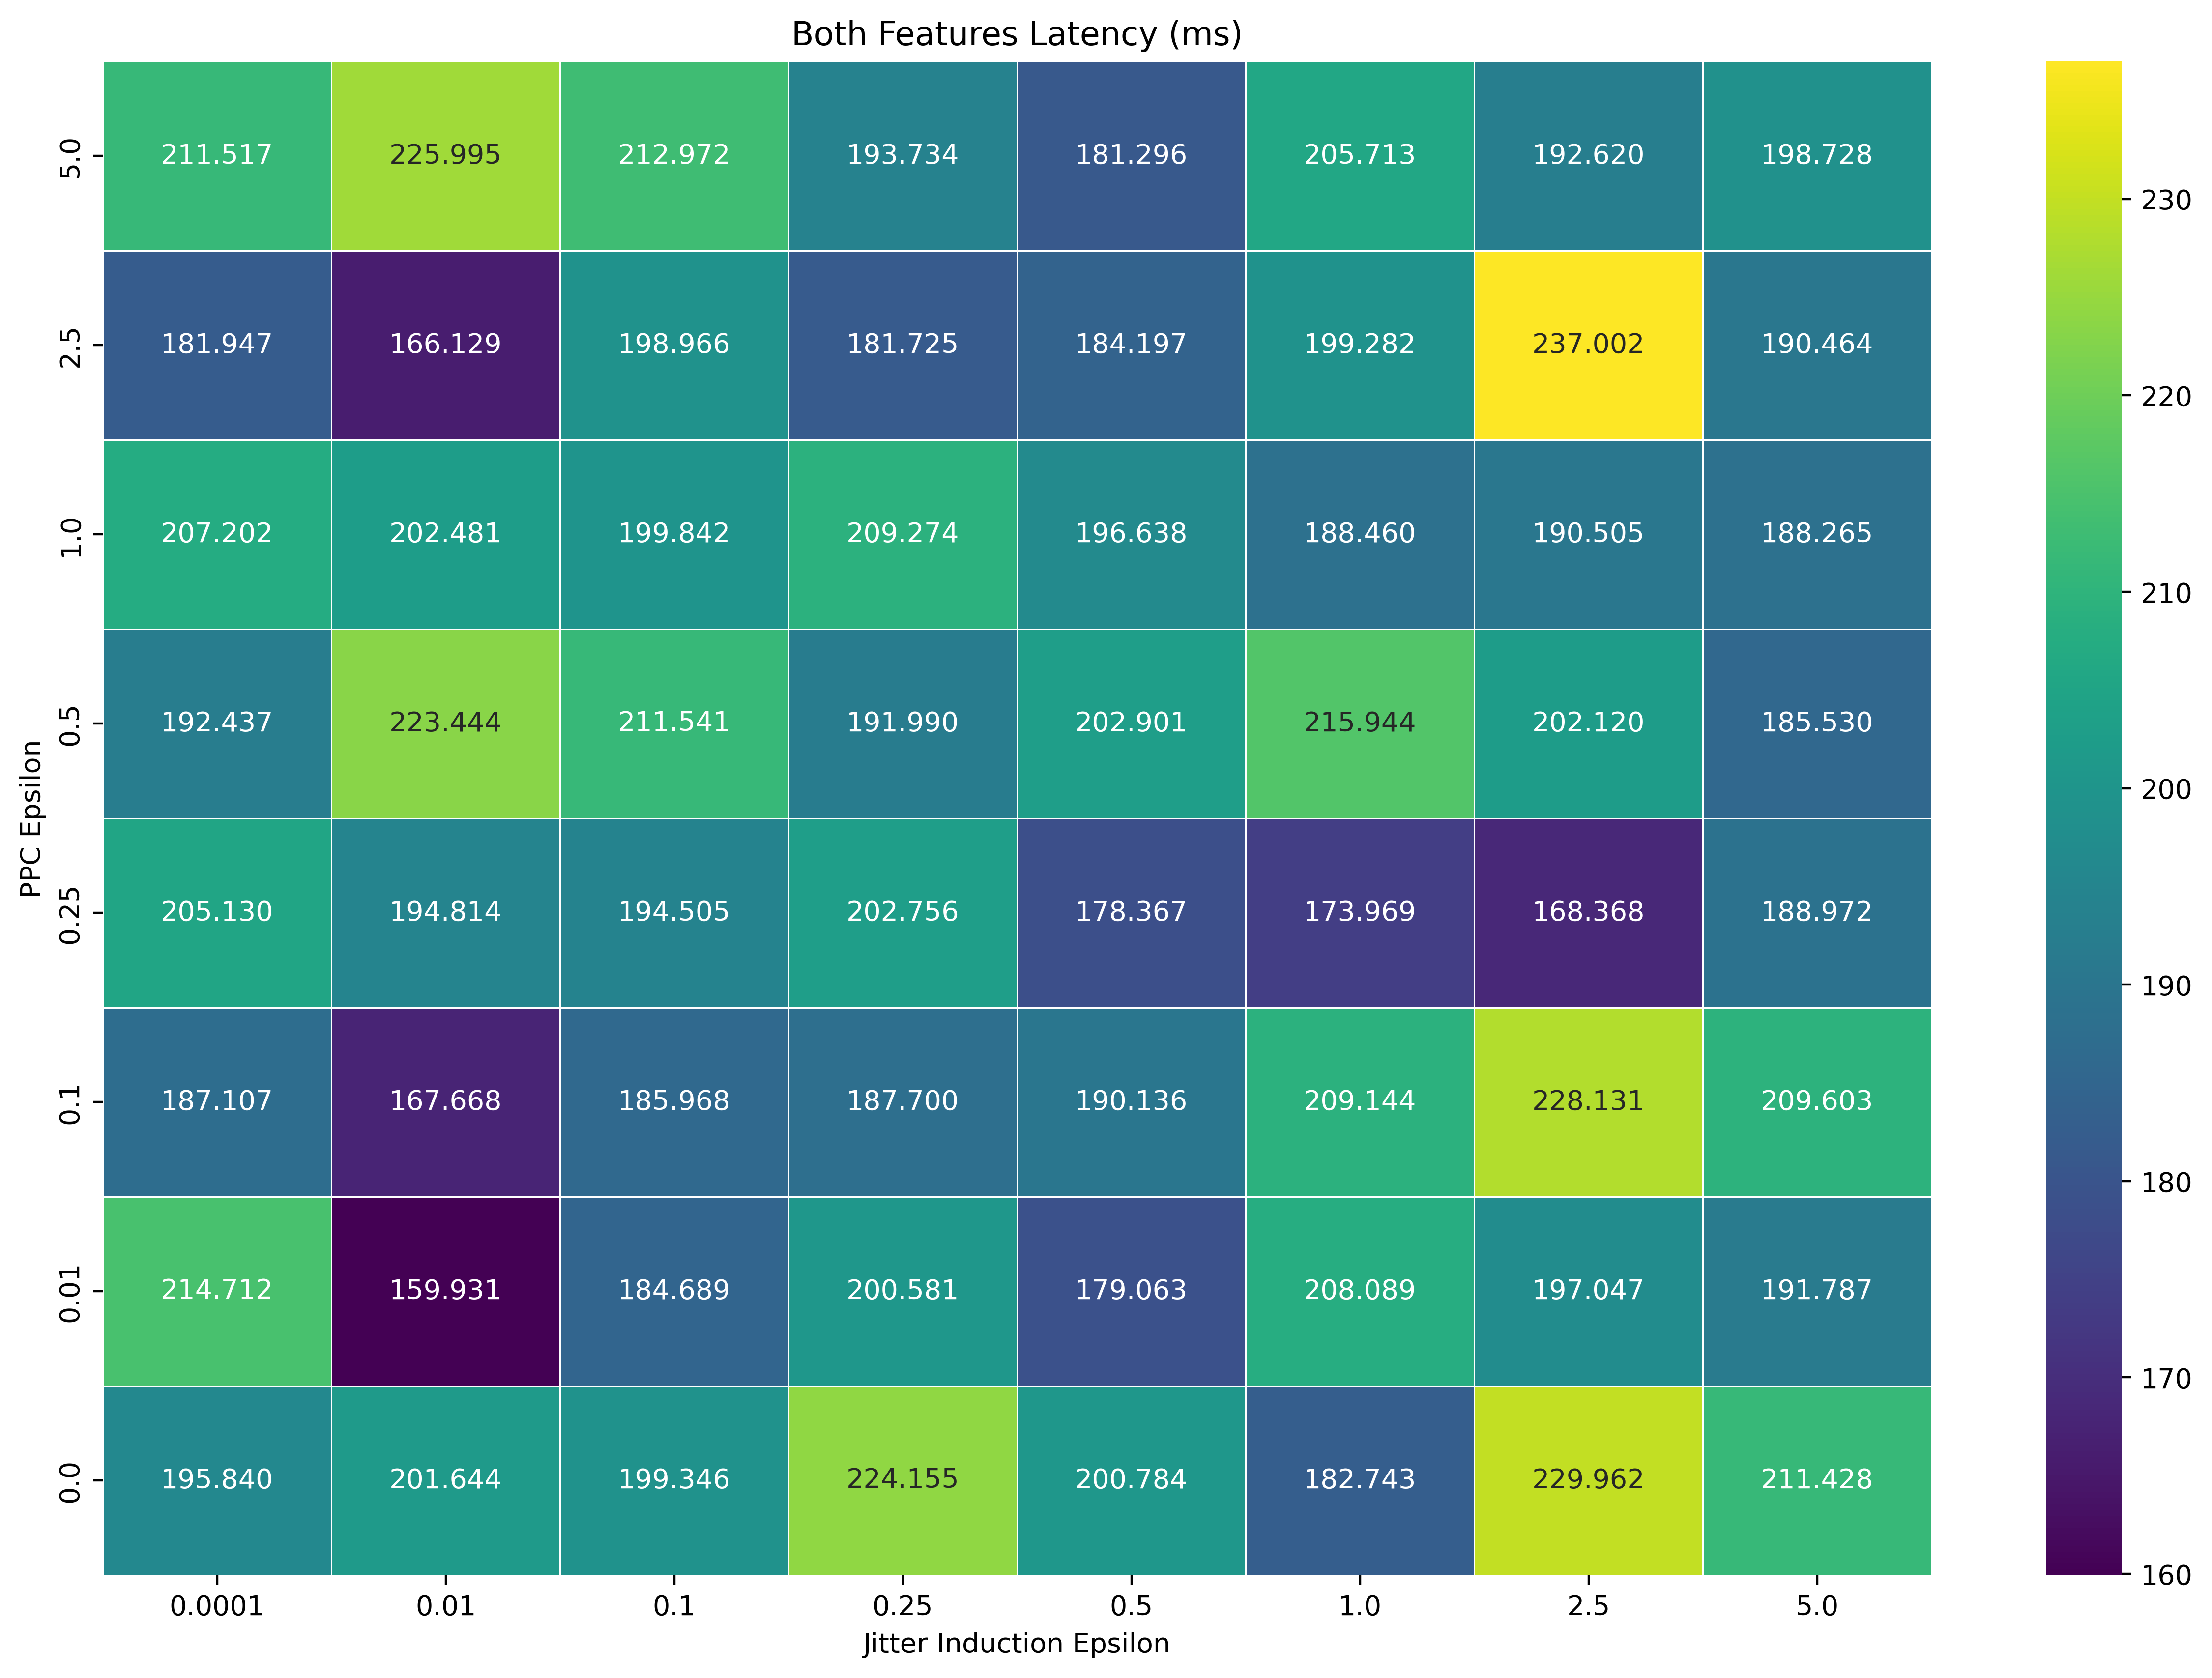 Both Features Latency (ms)
5.0 211.517 225.995 212.972 193.734 181.296 205.713 192.620 198.728
2.5 181.947 166.129 198.966 181.725 184.197 199.282 237.002 190.464
1.0 207.202 202.481 199.842 209.274 196.638 188.460 190.505 188.265
0.5 192.437 223.444 211.541 191.990 202.901 215.944 202.120 185.530
0.25 205.130 194.814 194.505 202.756 178.367 173.969 168.368 188.972
0.1 187.107 167.668 185.968 187.700 190.136 209.144 228.131 209.603
0.01 214.712 159.931 184.689 200.581 179.063 208.089 197.047 191.787
0.0 195.840 201.644 199.346 224.155 200.784 182.743 229.962 211.428
0.0001 0.01 0.1 0.25 0.5 1.0 2.5 5.0
Jitter Induction Epsilon
PPC Epsilon
230
220
210
200
190
180
170
160